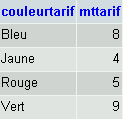 couleurtarif mttarif
Bleu 8
Jaune 4
Rouge 5
Vert 9